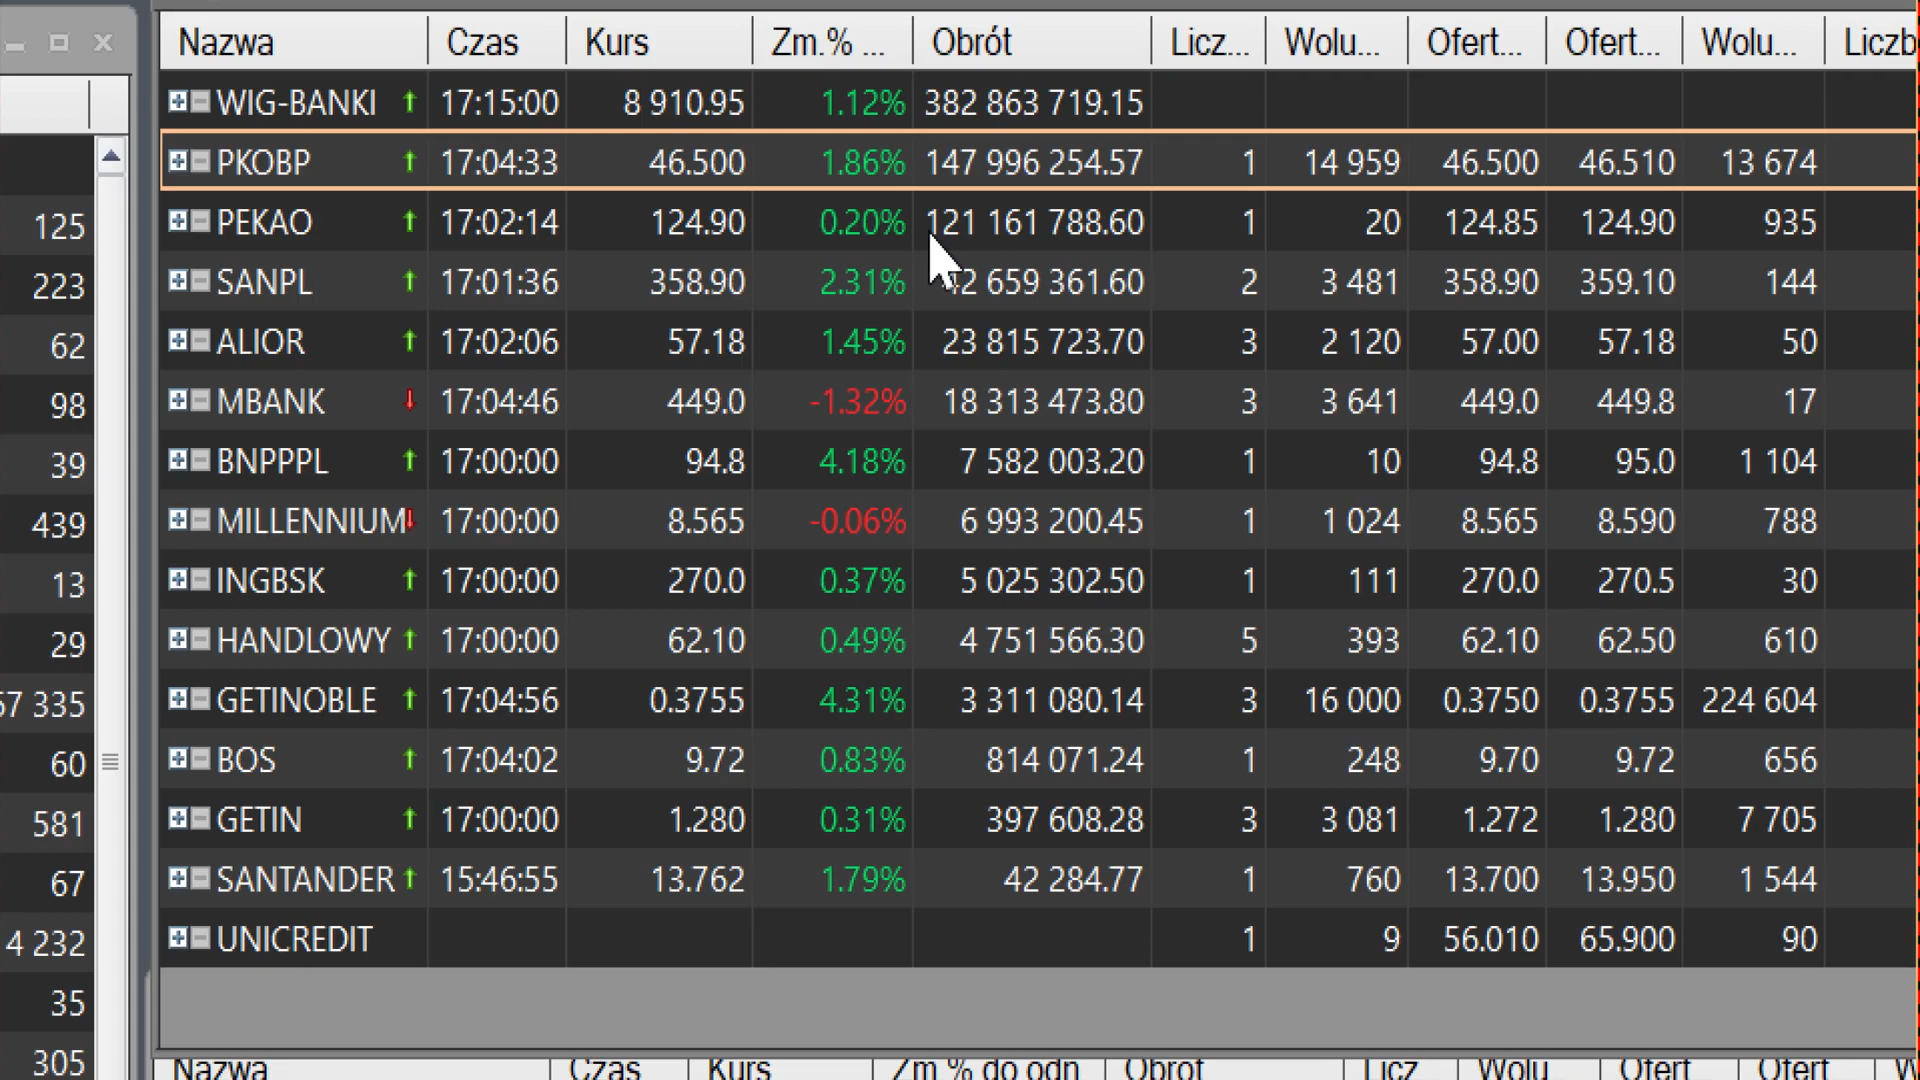 Nazwa Czas Kurs Zm.% ... Obrót Licz... Wolu... Ofert... Ofert... Wolu... Liczb
WIG-BANKI 17:15:00 8 910.95 1.12% 382 863 719.15
PKOBP 17:04:33 46.500 1.86% 147 996 254.57 1 14 959 46.500 46.510 13 674
125 PEKAO 17:02:14 124.90 0.20% 121 161 788.60 1 20 124.85 124.90 935
223 SANPL 17:01:36 358.90 2.31% 2 659 361.60 2 3 481 358.90 359.10 144
62 ALIOR 17:02:06 57.18 1.45% 23 815 723.70 3 2 120 57.00 57.18 50
98 MBANK 17:04:46 449.0 -1.32% 18 313 473.80 3 3 641 449.0 449.8 17
39 BNPPPL 17:00:00 94.8 4.18% 7 582 003.20 1 10 94.8 95.0 1 104
439 MILLENNIUM 17:00:00 8.565 -0.06% 6 993 200.45 1 1 024 8.565 8.590 788
13 INGBSK 17:00:00 270.0 0.37% 5 025 302.50 1 111 270.0 270.5 30
29 HANDLOWY 17:00:00 62.10 0.49% 4 751 566.30 5 393 62.10 62.50 610
57 335 GETINOBLE 17:04:56 0.3755 4.31% 3 311 080.14 3 16 000 0.3750 0.3755 224 604
60 BOS 17:04:02 9.72 0.83% 814 071.24 1 248 9.70 9.72 656
581 GETIN 17:00:00 1.280 0.31% 397 608.28 3 3 081 1.272 1.280 7 705
67 SANTANDER 15:46:55 13.762 1.79% 42 284.77 1 760 13.700 13.950 1 544
4 232 UNICREDIT 1 9 56.010 65.900 90
35
305
Nazwa Czas Kurs Zm % do odn Obrót Licz Wolu Ofert Ofert W